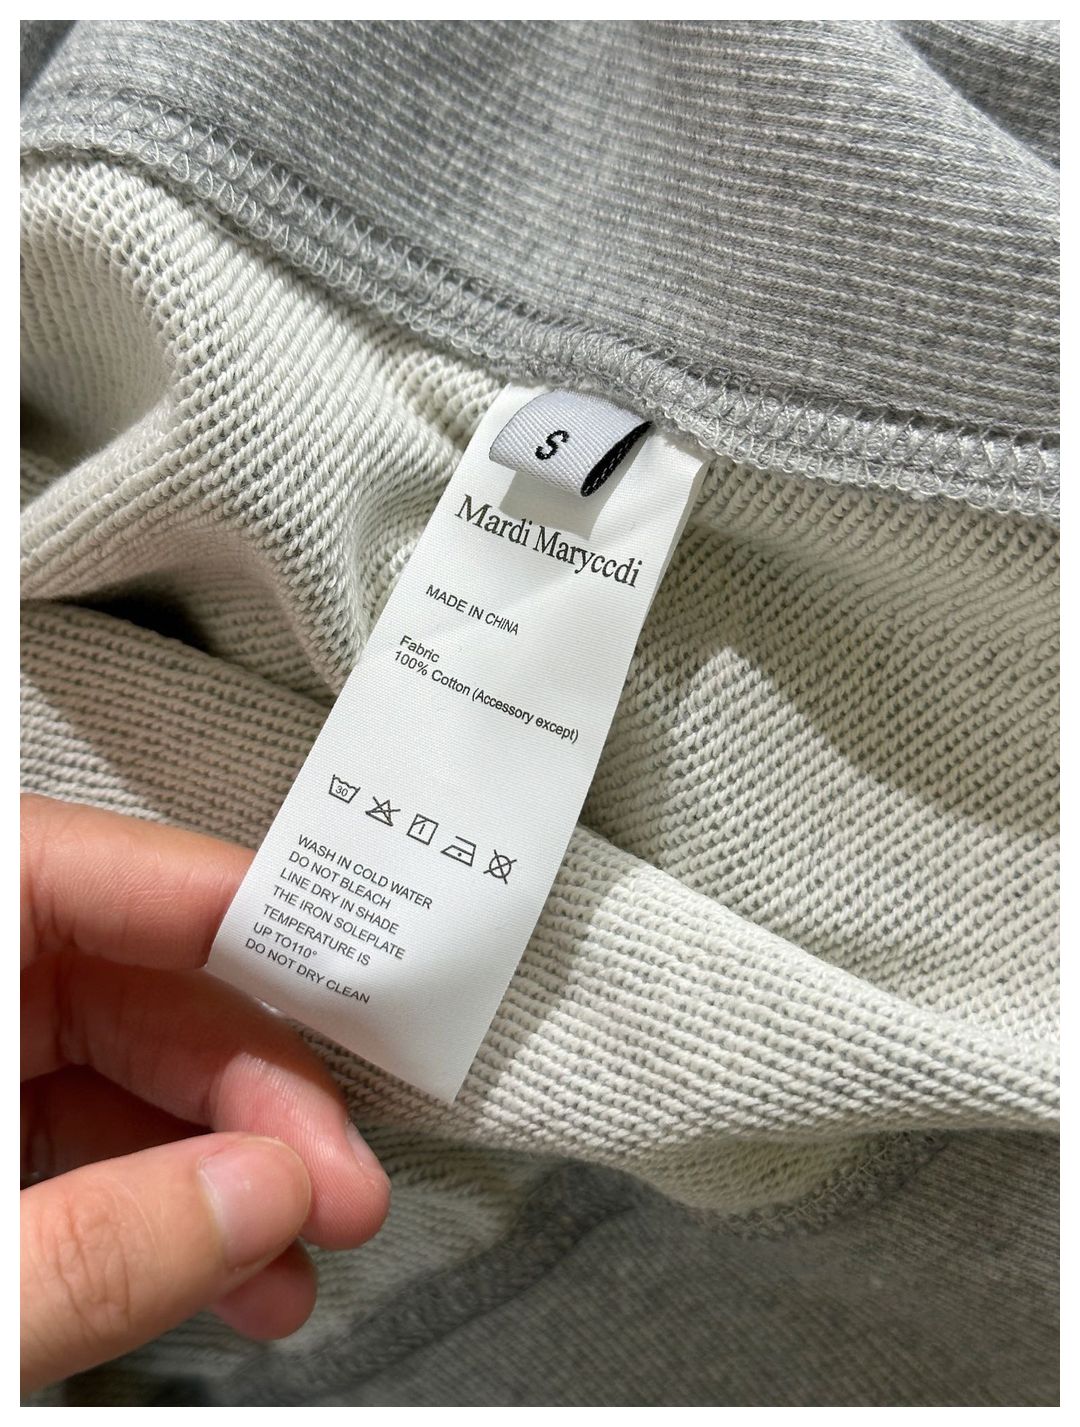 S
Mardi Maryccdi
MADE IN CHINA
Fabric
100% Cotton (Accessory except)
30
WASH IN COLD WATER
DO NOT BLEACH
LINE DRY IN SHADE
THE IRON SOLEPLATE
TEMPERATURE IS
UP TO110°
DO NOT DRY CLEAN